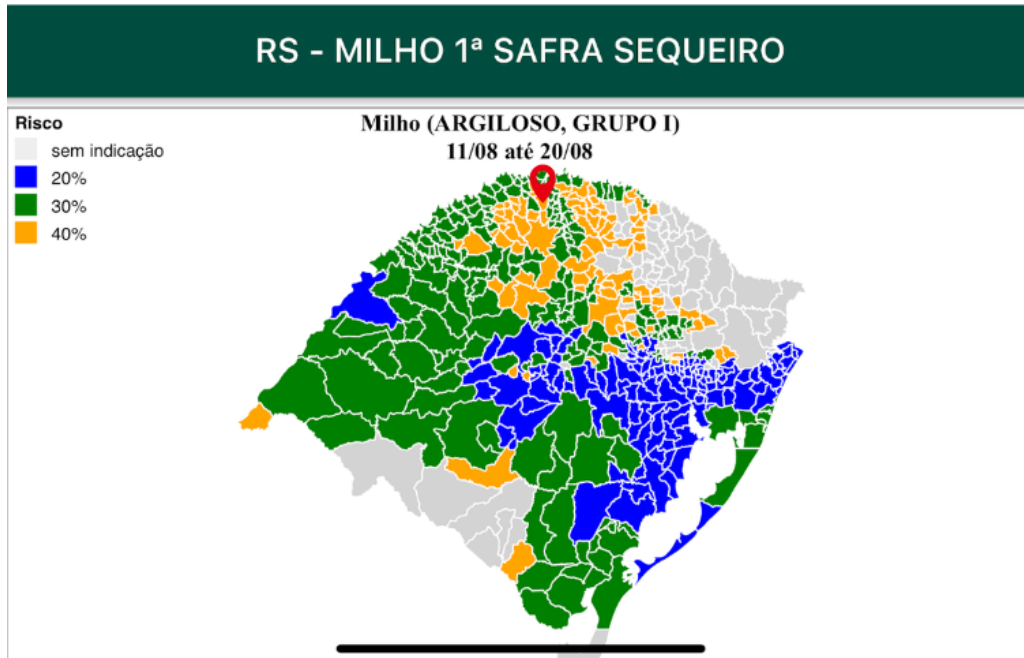 RS - MILHO 1ª SAFRA SEQUEIRO
Risco
sem indicação
20%
30%
40%
Milho (ARGILOSO, GRUPO I)
11/08 até 20/08